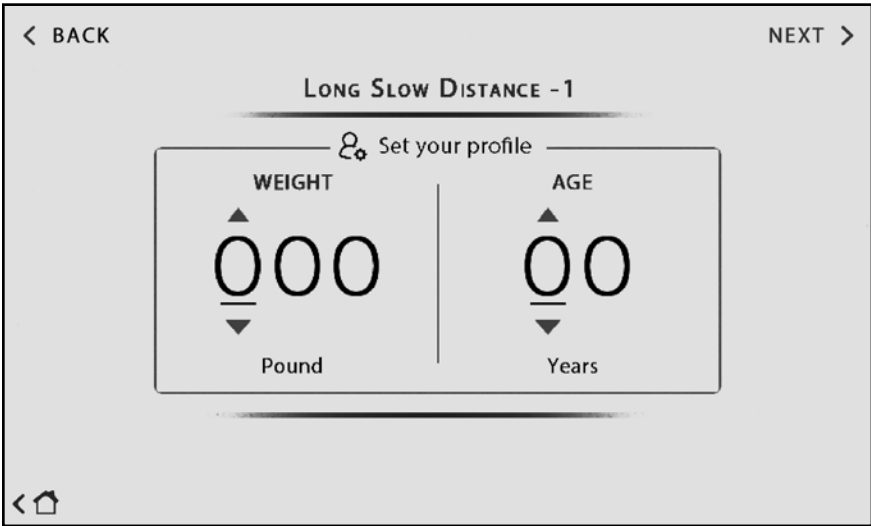 BACK
NEXT
LONG SLOW DISTANCE -1
Set your profile
WEIGHT
AGE
000
00
Pound
Years